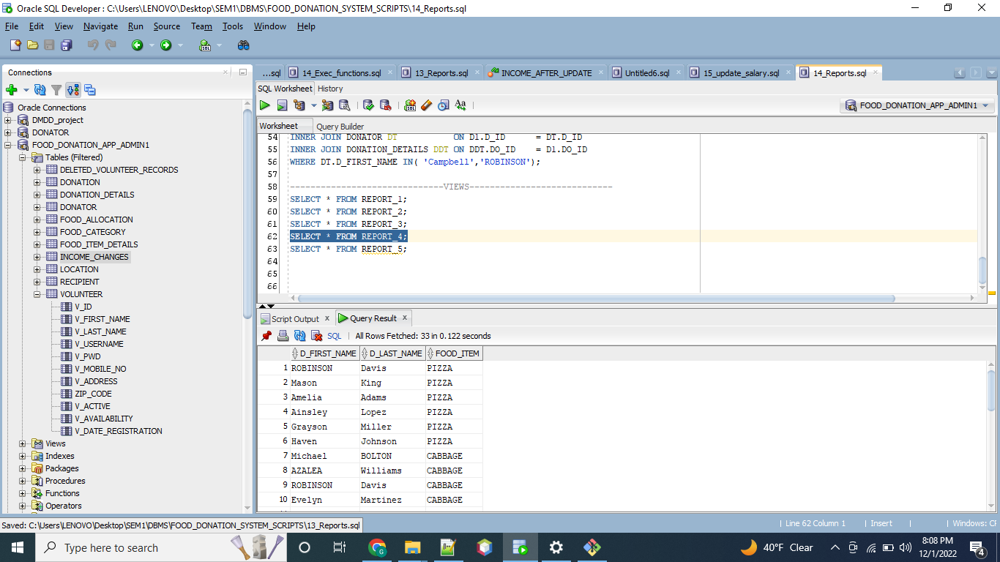 Oracle SQL Developer : C:\Users\LENOVO\Desktop\SEM1\DBMS\FOOD_DONATION_SYSTEM_SCRIPTS\14_Reports.sql
File Edit View Navigate Run Source Team Tools Window Help
Connections
Oracle Connections
DMDD_project
DONATOR
FOOD_DONATION_APP_ADMIN1
Tables (Filtered)
DELETED_VOLUNTEER_RECORDS
DONATION
DONATION_DETAILS
DONATOR
FOOD_ALLOCATION
FOOD_CATEGORY
FOOD_ITEM_DETAILS
INCOME_CHANGES
LOCATION
RECIPIENT
VOLUNTEER
V_ID
V_FIRST_NAME
V_LAST_NAME
V_USERNAME
V_PWD
V_MOBILE_NO
V_ADDRESS
ZIP_CODE
V_ACTIVE
V_AVAILABILITY
V_DATE_REGISTRATION
Views
Indexes
Packages
Procedures
Functions
Operators
...sql 14_Exec_functions.sql 13_Reports.sql INCOME_AFTER_UPDATE Untitled6.sql 15_update_salary.sql 14_Reports.sql
SQL Worksheet History
FOOD_DONATION_APP_ADMIN1
Worksheet Query Builder
54 INNER JOIN DONATOR DT ON D1.D_ID = DT.D_ID
55 INNER JOIN DONATION_DETAILS DDT ON DDT.DO_ID = D1.DO_ID
56 WHERE DT.D_FIRST_NAME IN( 'Campbell','ROBINSON');
57
58 ------------------------------VIEWS----------------------------
59 SELECT * FROM REPORT_1;
60 SELECT * FROM REPORT_2;
61 SELECT * FROM REPORT_3;
62 SELECT * FROM REPORT_4;
63 SELECT * FROM REPORT_5;
64
65
66
Script Output x Query Result x
SQL All Rows Fetched: 33 in 0.122 seconds
D_FIRST_NAME D_LAST_NAME FOOD_ITEM
1 ROBINSON Davis PIZZA
2 Mason King PIZZA
3 Amelia Adams PIZZA
4 Ainsley Lopez PIZZA
5 Grayson Miller PIZZA
6 Haven Johnson PIZZA
7 Michael BOLTON CABBAGE
8 AZALEA Williams CABBAGE
9 ROBINSON Davis CABBAGE
10 Evelyn Martinez CABBAGE
Saved: C:\Users\LENOVO\Desktop\SEM1\DBMS\FOOD_DONATION_SYSTEM_SCRIPTS\13_Reports.sql
Line 62 Column 1 Insert Windows: CF
Type here to search
40°F Clear
8:08 PM
12/1/2022
4